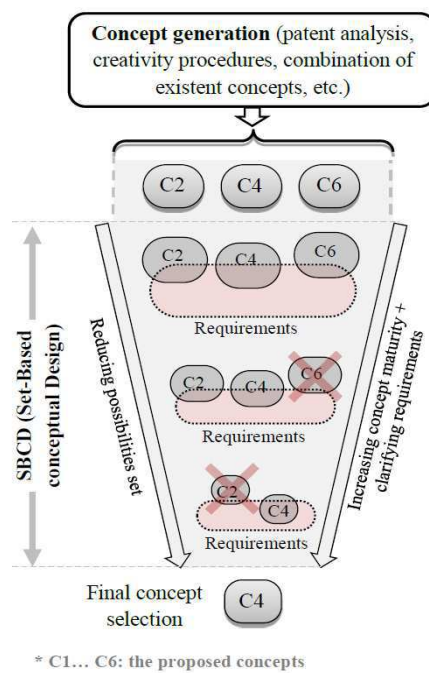 Concept generation (patent analysis,
creativity procedures, combination of
existent concepts, etc.)
C2 C4 C6
C2 C4 C6
Requirements
C2 C4 C6
Requirements
C2 C4
Requirements
SBCD (Set-Based
conceptual Design)
Reducing possibilities set
Increasing concept maturity +
clarifying requirements
Final concept
selection
C4
* C1... C6: the proposed concepts